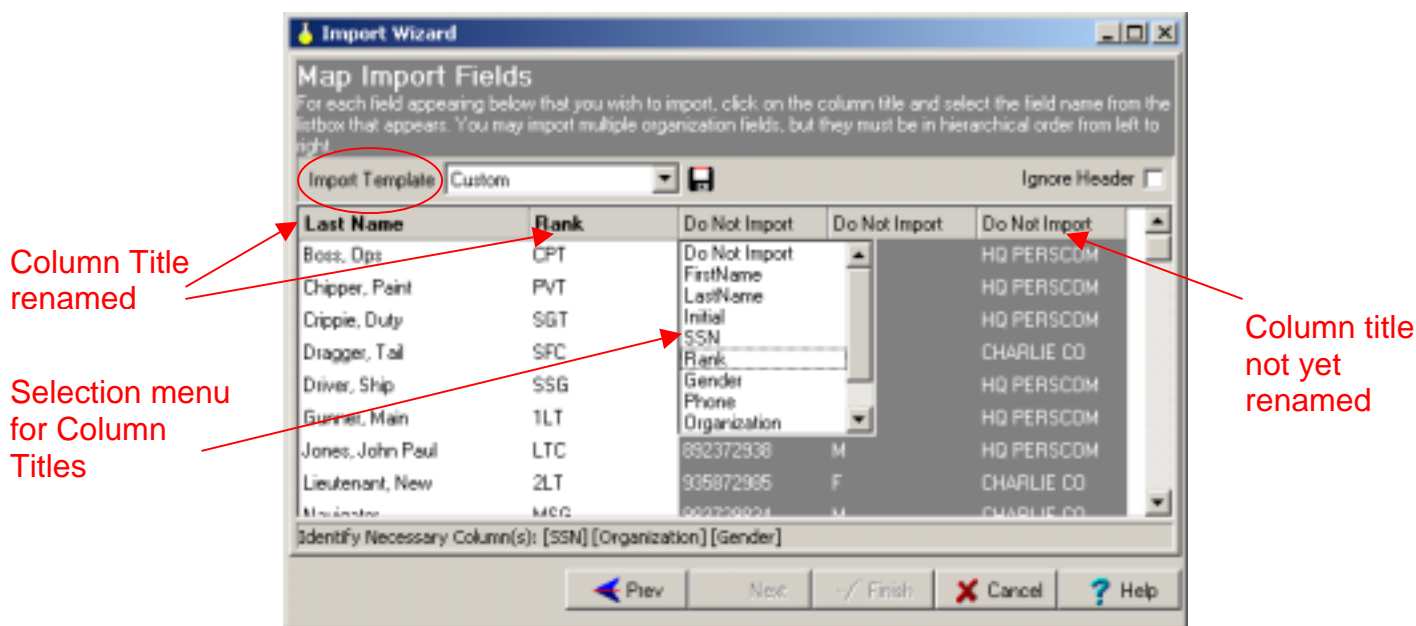 Import Wizard
Map Import Fields
For each field appearing below that you wish to import, click on the column title and select the field name from the
listbox that appears. You may import multiple organization fields, but they must be in hierarchical order from left to
right.
Import Template Custom Ignore Header
Last Name Rank Do Not Import Do Not Import Do Not Import
Boss, Ops CPT Do Not Import HQ PERSCOM
FirstName
Chipper, Paint PVT LastName HQ PERSCOM
Crippie, Duty SGT Initial HQ PERSCOM
SSN
Dragger, Tail SFC Rank CHARLIE CO
Driver, Ship SSG Gender HQ PERSCOM
Phone
Gunner, Main 1LT Organization HQ PERSCOM
Jones, John Paul LTC 892372938 M HQ PERSCOM
Lieutenant, New 2LT 935872985 F CHARLIE CO
Navigator MSG M CHARLIE CO
Identify Necessary Column(s): [SSN] [Organization] [Gender]
Prev Next Finish Cancel Help
Column Title
renamed
Selection menu
for Column
Titles
Column title
not yet
renamed